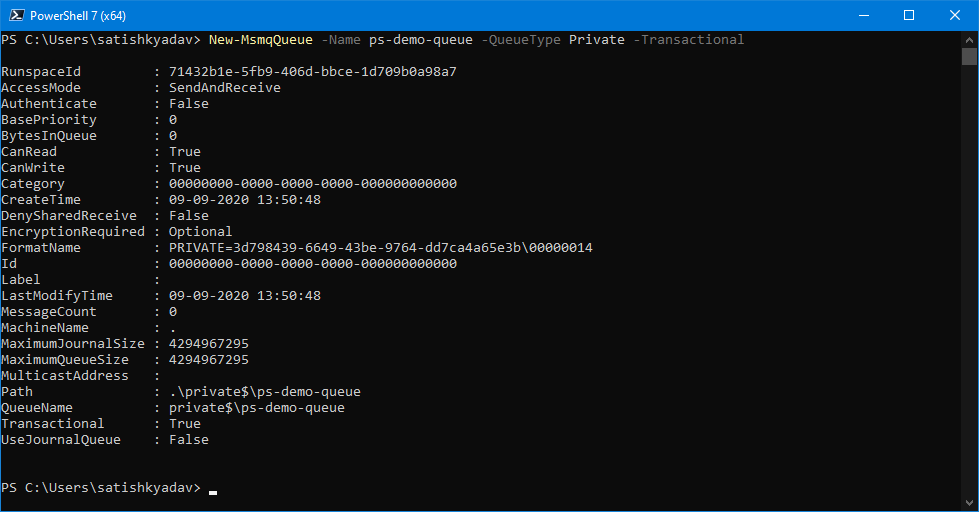 PowerShell 7 (x64)
PS C:\Users\satishkyadav> New-MsmqQueue -Name ps-demo-queue -QueueType Private -Transactional
RunspaceId : 71432b1e-5fb9-406d-bbce-1d709b0a98a7
AccessMode : SendAndReceive
Authenticate : False
BasePriority : 0
BytesInQueue : 0
CanRead : True
CanWrite : True
Category : 00000000-0000-0000-0000-000000000000
CreateTime : 09-09-2020 13:50:48
DenySharedReceive : False
EncryptionRequired : Optional
FormatName : PRIVATE=3d798439-6649-43be-9764-dd7ca4a65e3b\00000014
Id : 00000000-0000-0000-0000-000000000000
Label :
LastModifyTime : 09-09-2020 13:50:48
MessageCount : 0
MachineName : .
MaximumJournalSize : 4294967295
MaximumQueueSize : 4294967295
MulticastAddress :
Path : .\private$\ps-demo-queue
QueueName : private$\ps-demo-queue
Transactional : True
UseJournalQueue : False
PS C:\Users\satishkyadav>